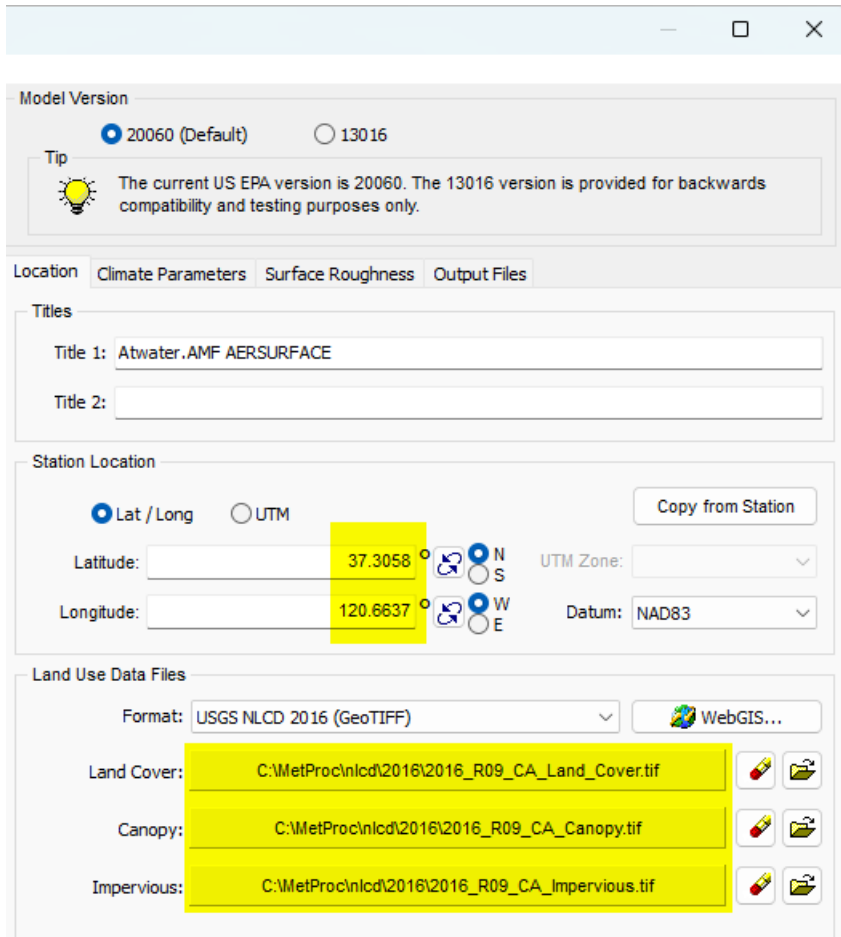 Model Version
20060 (Default) 13016
Tip
The current US EPA version is 20060. The 13016 version is provided for backwards
compatibility and testing purposes only.
Location Climate Parameters Surface Roughness Output Files
Titles
Title 1: Atwater.AMF AERSURFACE
Title 2:
Station Location
Lat / Long UTM Copy from Station
Latitude: 37.3058 ° N S UTM Zone:
Longitude: 120.6637 ° W E Datum: NAD83
Land Use Data Files
Format: USGS NLCD 2016 (GeoTIFF) WebGIS...
Land Cover: C:\MetProc\nlcd\2016\2016_R09_CA_Land_Cover.tif
Canopy: C:\MetProc\nlcd\2016\2016_R09_CA_Canopy.tif
Impervious: C:\MetProc\nlcd\2016\2016_R09_CA_Impervious.tif